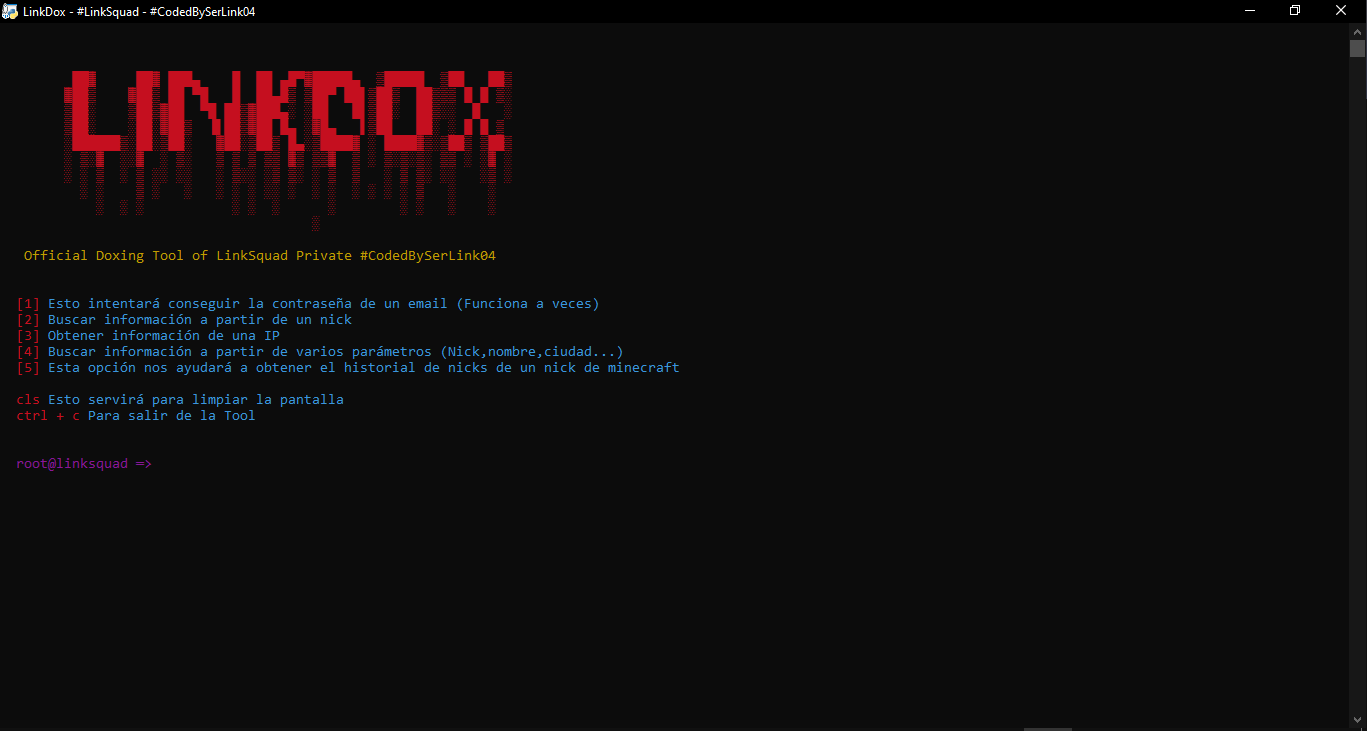 LinkDox - #LinkSquad - #CodedBySerLink04
LINKDOX
Official Doxing Tool of LinkSquad Private #CodedBySerLink04
[1] Esto intentará conseguir la contraseña de un email (Funciona a veces)
[2] Buscar información a partir de un nick
[3] Obtener información de una IP
[4] Buscar información a partir de varios parámetros (Nick,nombre,ciudad...)
[5] Esta opción nos ayudará a obtener el historial de nicks de un nick de minecraft
cls Esto servirá para limpiar la pantalla
ctrl + c Para salir de la Tool
root@linksquad =>